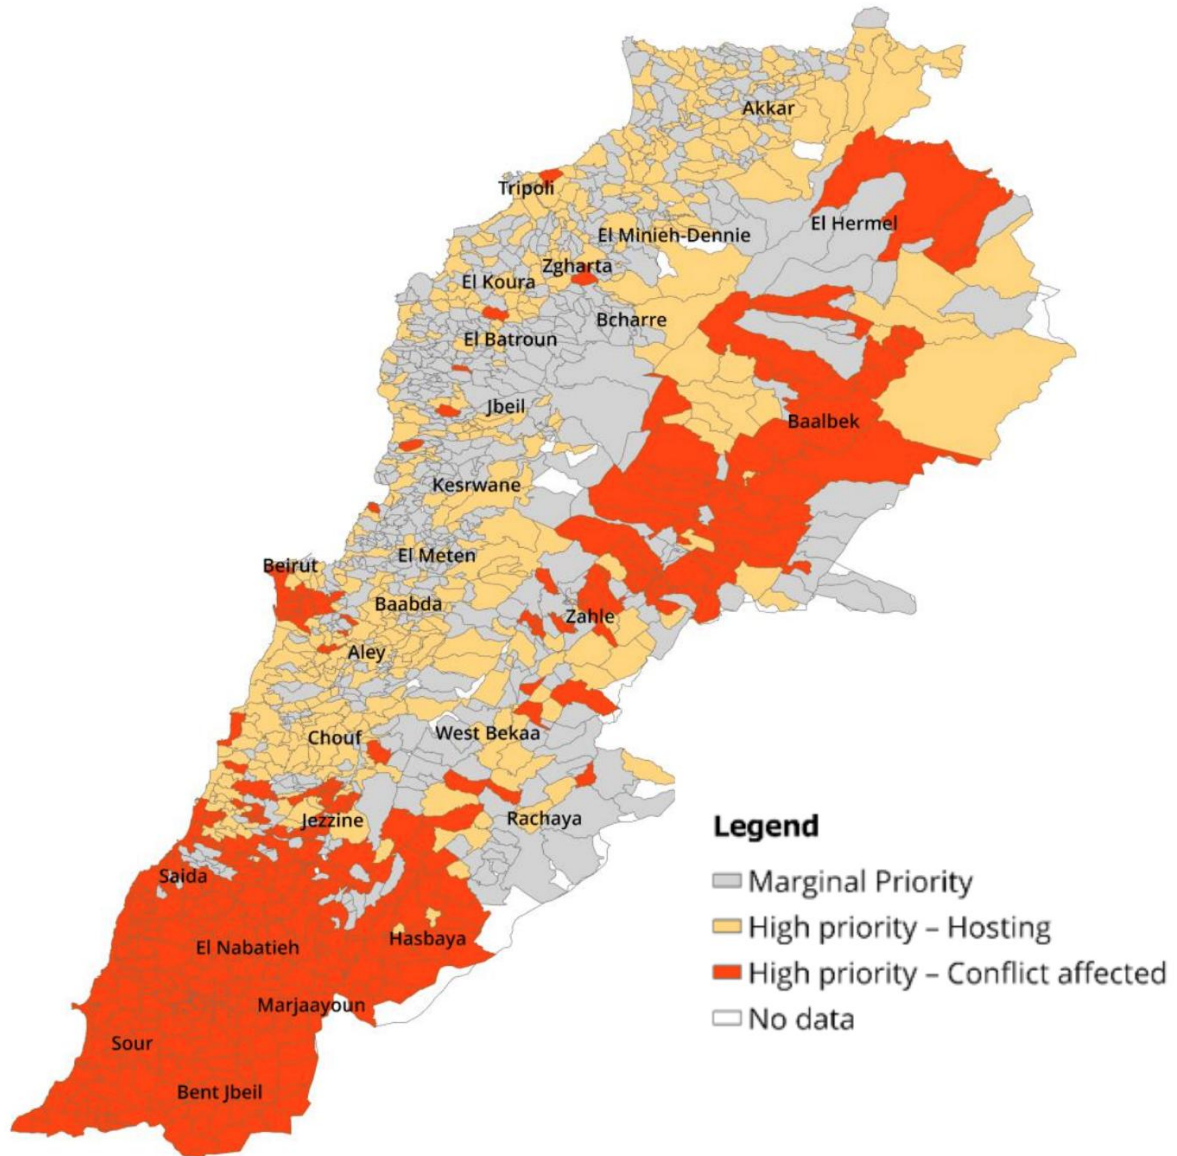 Akkar
Tripoli
El Hermel
El Minieh-Dennie
Zgharta
El Koura
Bcharre
El Batroun
Jbeil
Baalbek
Kesrwane
El Meten
Beirut
Baabda
Zahle
Aley
Chouf
West Bekaa
Jezzine
Rachaya
Saida
El Nabatieh
Hasbaya
Marjaayoun
Sour
Bent Jbeil
Legend
Marginal Priority
High priority – Hosting
High priority – Conflict affected
No data